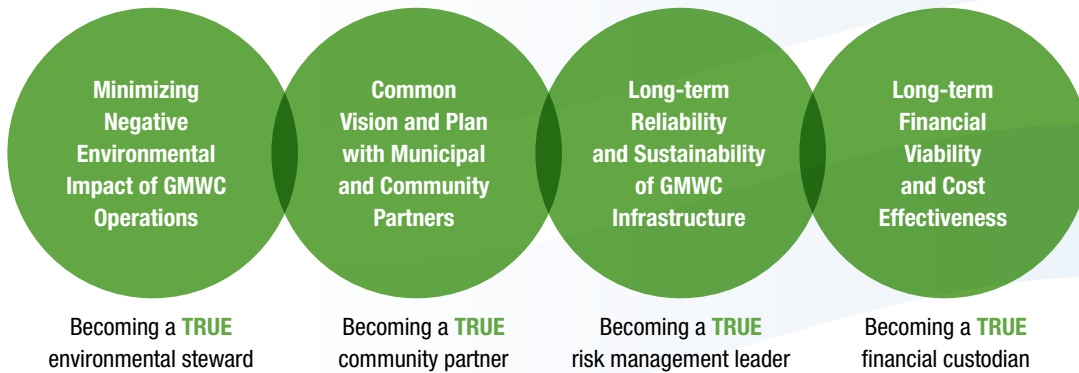 Minimizing
Negative
Environmental
Impact of GMWC
Operations
Common
Vision and Plan
with Municipal
and Community
Partners
Long-term
Reliability
and Sustainability
of GMWC
Infrastructure
Long-term
Financial
Viability
and Cost
Effectiveness
Becoming a TRUE
environmental steward
Becoming a TRUE
community partner
Becoming a TRUE
risk management leader
Becoming a TRUE
financial custodian